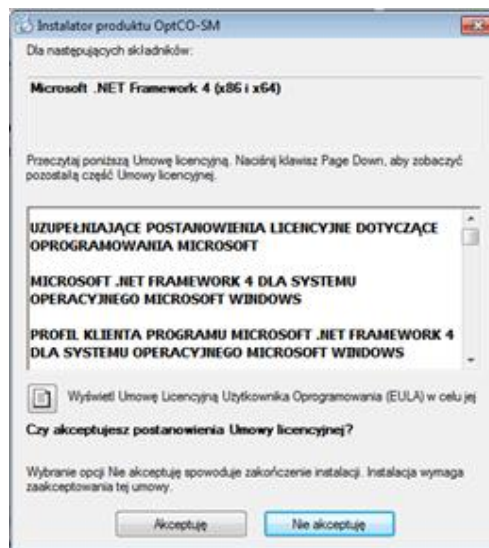 Instalator produktu OptCO-SM
Dla następujących składników:
Microsoft .NET Framework 4 (x86 i x64)
Przeczytaj poniższą Umowę licencyjną. Naciśnij klawisz Page Down, aby zobaczyć
pozostałą część Umowy licencyjnej.
UZUPEŁNIAJĄCE POSTANOWIENIA LICENCYJNE DOTYCZĄCE
OPROGRAMOWANIA MICROSOFT
MICROSOFT .NET FRAMEWORK 4 DLA SYSTEMU
OPERACYJNEGO MICROSOFT WINDOWS
PROFIL KLIENTA PROGRAMU MICROSOFT .NET FRAMEWORK 4
DLA SYSTEMU OPERACYJNEGO MICROSOFT WINDOWS
Wyświetl Umowę Licencyjną Użytkownika Oprogramowania (EULA) w celu jej
Czy akceptujesz postanowienia Umowy licencyjnej?
Wybranie opcji Nie akceptuję spowoduje zakończenie instalacji. Instalacja wymaga
zaakceptowania tej umowy.
Akceptuję
Nie akceptuję